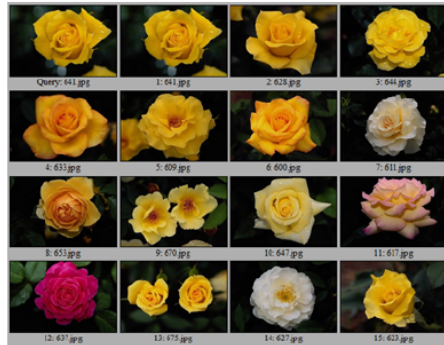 Query: 641.jpg
1: 641.jpg
2: 628.jpg
3: 644.jpg
4: 633.jpg
5: 609.jpg
6: 600.jpg
7: 611.jpg
8: 653.jpg
9: 670.jpg
10: 647.jpg
11: 617.jpg
12: 637.jpg
13: 675.jpg
14: 627.jpg
15: 623.jpg